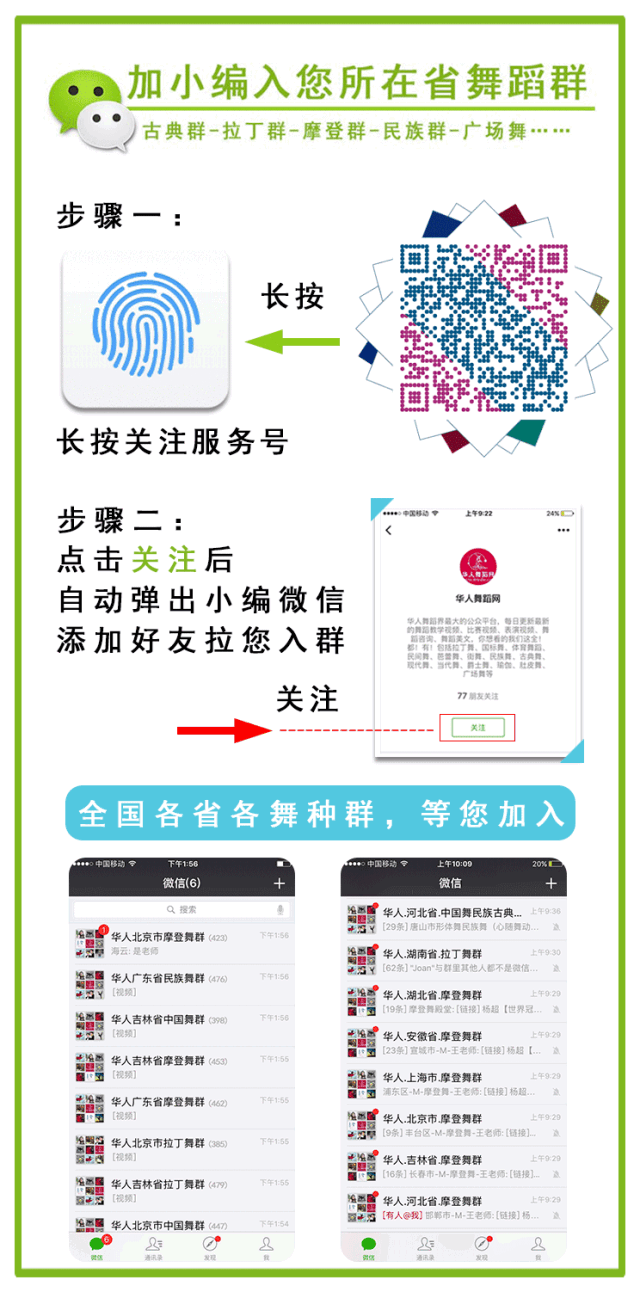 加小编入您所在省舞蹈群
古典群-拉丁群-摩登群-民族群-广场舞……
步骤一：
长按
长按关注服务号
步骤二：
点击关注后
自动弹出小编微信
添加好友拉您入群
关注
中国移动 上午9:22 24%
华人舞蹈网
华人舞蹈网
华人舞蹈界最大的公众平台，每日更新最新
的舞蹈教学视频、比赛视频、表演视频、舞
蹈咨询、舞蹈美文，你想看的我们这全！
都！有！包括拉丁舞、国标舞、体育舞蹈、
民间舞、芭蕾舞、街舞、民族舞、古典舞、
现代舞、当代舞、爵士舞、瑜伽、肚皮舞、
广场舞等
77 朋友关注
关注
全国各省各舞种群，等您加入
中国移动 下午1:56
微信(6)
搜索
1
华人北京市摩登舞群 (423) 下午1:56
海云: 是老师
华人广东省民族舞群 (476) 下午1:56
[视频]
华人吉林省中国舞群 (398) 下午1:56
[视频]
华人吉林省摩登舞群 (453) 下午1:55
[视频]
华人广东省摩登舞群 (462) 下午1:55
[视频]
华人北京市拉丁舞群 (385) 下午1:55
[视频]
华人吉林省拉丁舞群 (479) 下午1:55
[视频]
华人北京市中国舞群 (447) 下午1:54
6
微信 通讯录 发现 我
中国移动 上午10:09 20%
微信
华人.河北省.中国舞民族古典... 上午9:36
[29条] 唐山市形体舞民族舞（心随舞动...
华人.湖南省.拉丁舞群 上午9:30
[62条] "Joan"与群里其他人都不是微信...
华人.湖北省.摩登舞群 上午9:29
[19条] 摩登舞殿堂: [链接] 杨超【世界冠...
华人.安徽省.摩登舞群 上午9:29
[23条] 宣城市-M-王老师: [链接] 杨超【...
华人.上海市.摩登舞群 上午9:29
浦东区-M-摩登舞-王老师: [链接] 杨超...
华人.北京市.摩登舞群 上午9:29
[9条] 丰台区-M-摩登舞-王老师: [链接]...
华人.吉林省.摩登舞群 上午9:29
[16条] 长春市-M-王老师: [链接] 杨超...
华人.河北省.摩登舞群 上午9:29
[有人@我] 邯郸市-M-王老师: [链接] 杨...
微信 通讯录 发现 我